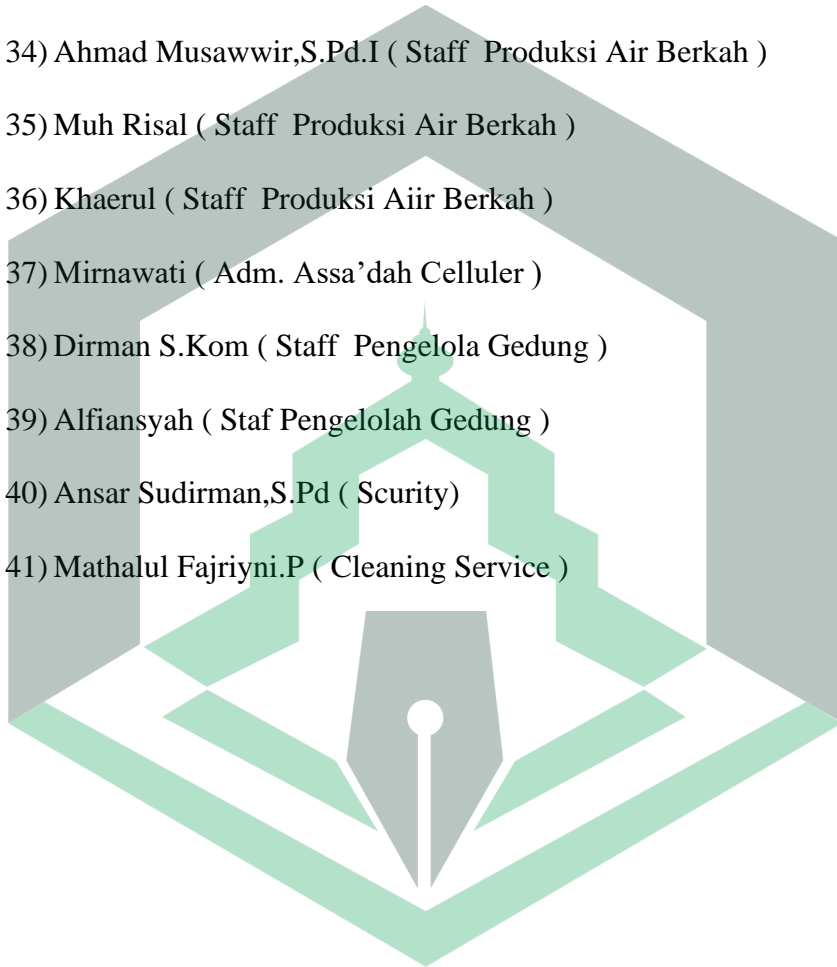 34) Ahmad Musawwir,S.Pd.I ( Staff  Produksi Air Berkah )
35) Muh Risal ( Staff  Produksi Air Berkah )
36) Khaerul ( Staff  Produksi Aiir Berkah )
37) Mirnawati ( Adm. Assa’dah Celluler )
38) Dirman S.Kom ( Staff  Pengelola Gedung )
39) Alfiansyah ( Staf Pengelolah Gedung )
40) Ansar Sudirman,S.Pd ( Scurity)
41) Mathalul Fajriyni.P ( Cleaning Service )